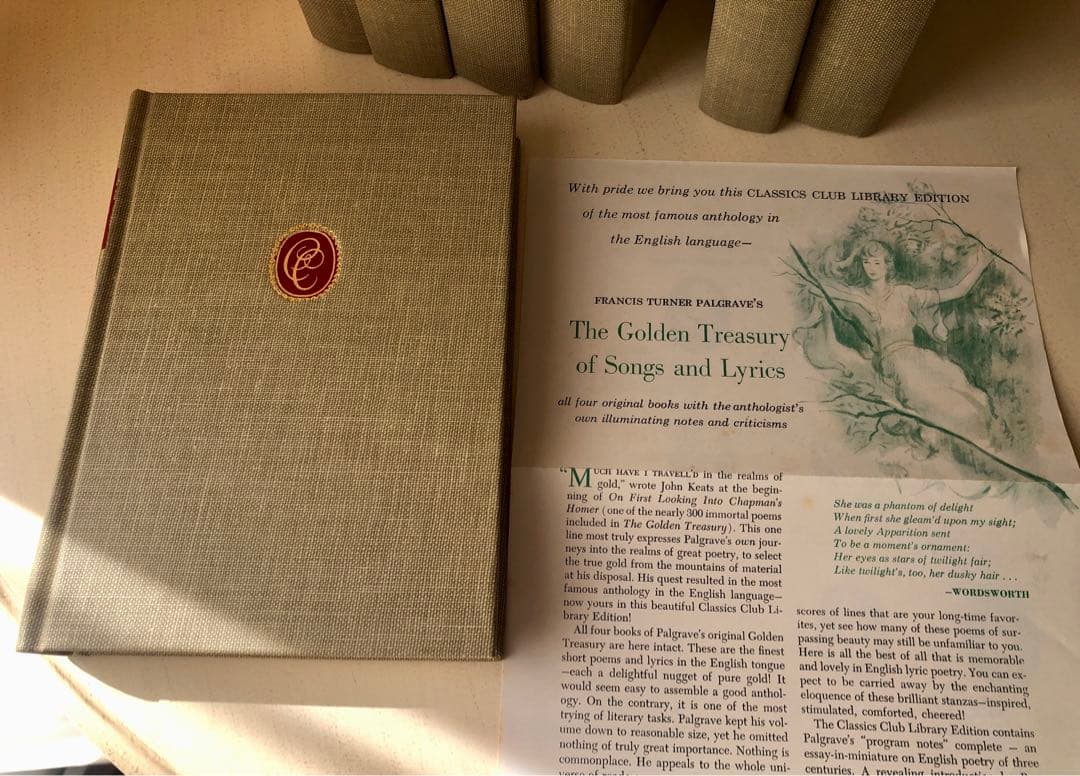 CC
With pride we bring you this CLASSICS CLUB LIBRARY EDITION
of the most famous anthology in
the English language—
FRANCIS TURNER PALGRAVE'S
The Golden Treasury
of Songs and Lyrics
all four original books with the anthologist's
own illuminating notes and criticisms
"MUCH HAVE I TRAVELL'D in the realms of
gold," wrote John Keats at the begin-
ning of On First Looking Into Chapman's
Homer (one of the nearly 300 immortal poems
included in The Golden Treasury). This one
line most truly expresses Palgrave's own jour-
neys into the realms of great poetry, to select
the true gold from the mountains of material
at his disposal. His quest resulted in the most
famous anthology in the English language—
now yours in this beautiful Classics Club Li-
brary Edition!
All four books of Palgrave's original Golden
Treasury are here intact. These are the finest
short poems and lyrics in the English tongue
—each a delightful nugget of pure gold! It
would seem easy to assemble a good anthol-
ogy. On the contrary, it is one of the most
trying of literary tasks. Palgrave kept his vol-
ume down to reasonable size, yet he omitted
nothing of truly great importance. Nothing is
commonplace. He appeals to the whole uni-
She was a phantom of delight
When first she gleam'd upon my sight;
A lovely Apparition sent
To be a moment's ornament:
Her eyes as stars of twilight fair;
Like twilight's, too, her dusky hair . . .
—WORDSWORTH
scores of lines that are your long-time favor-
ites, yet see how many of these poems of sur-
passing beauty may still be unfamiliar to you.
Here is all the best of all that is memorable
and lovely in English lyric poetry. You can ex-
pect to be carried away by the enchanting
eloquence of these brilliant stanzas—inspired,
stimulated, comforted, cheered!
The Classics Club Library Edition contains
Palgrave's "program notes" complete — an
essay-in-miniature on English poetry of three
centuries. A revealing